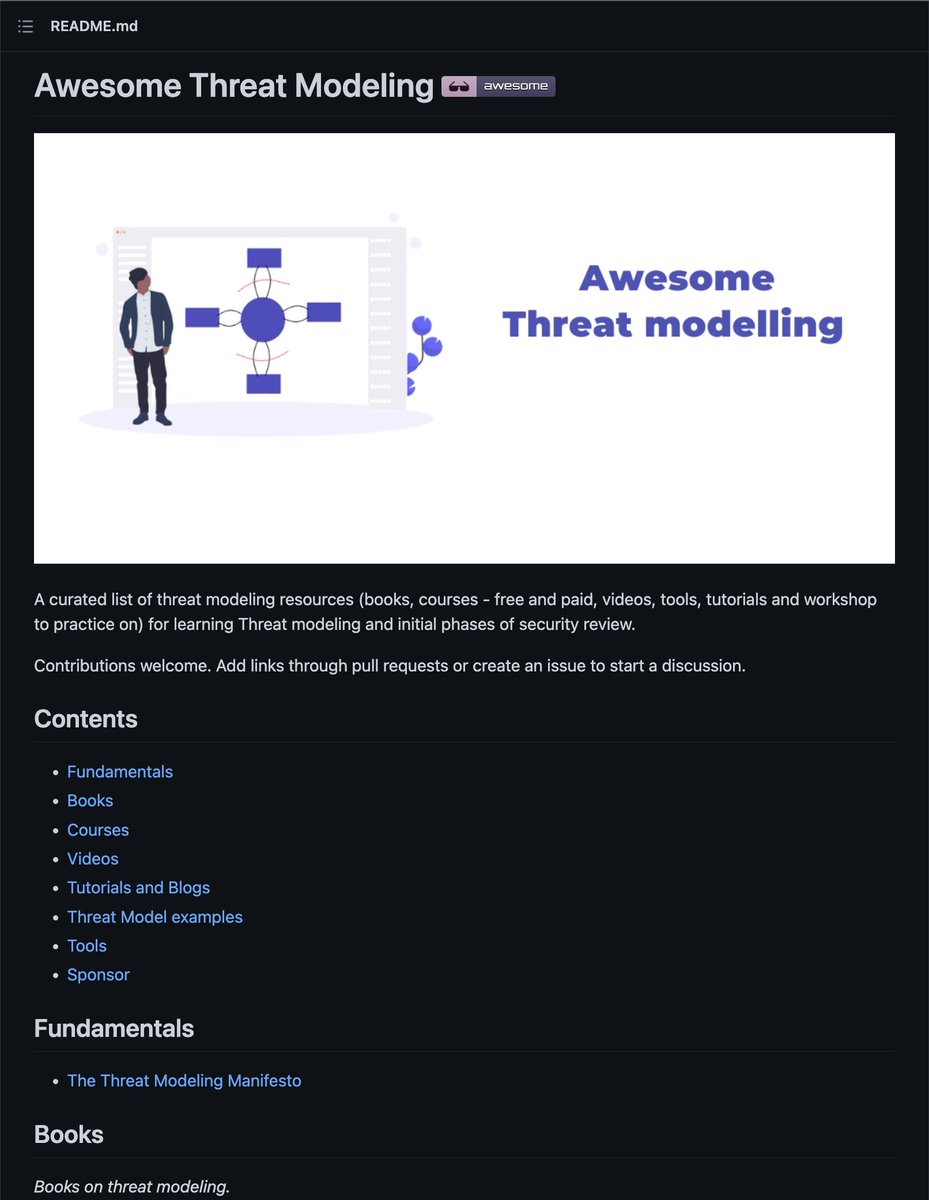 README.md
Awesome Threat Modeling awesome
Awesome
Threat modelling
A curated list of threat modeling resources (books, courses - free and paid, videos, tools, tutorials and workshop
to practice on) for learning Threat modeling and initial phases of security review.
Contributions welcome. Add links through pull requests or create an issue to start a discussion.
Contents
• Fundamentals
• Books
• Courses
• Videos
• Tutorials and Blogs
• Threat Model examples
• Tools
• Sponsor
Fundamentals
• The Threat Modeling Manifesto
Books
Books on threat modeling.